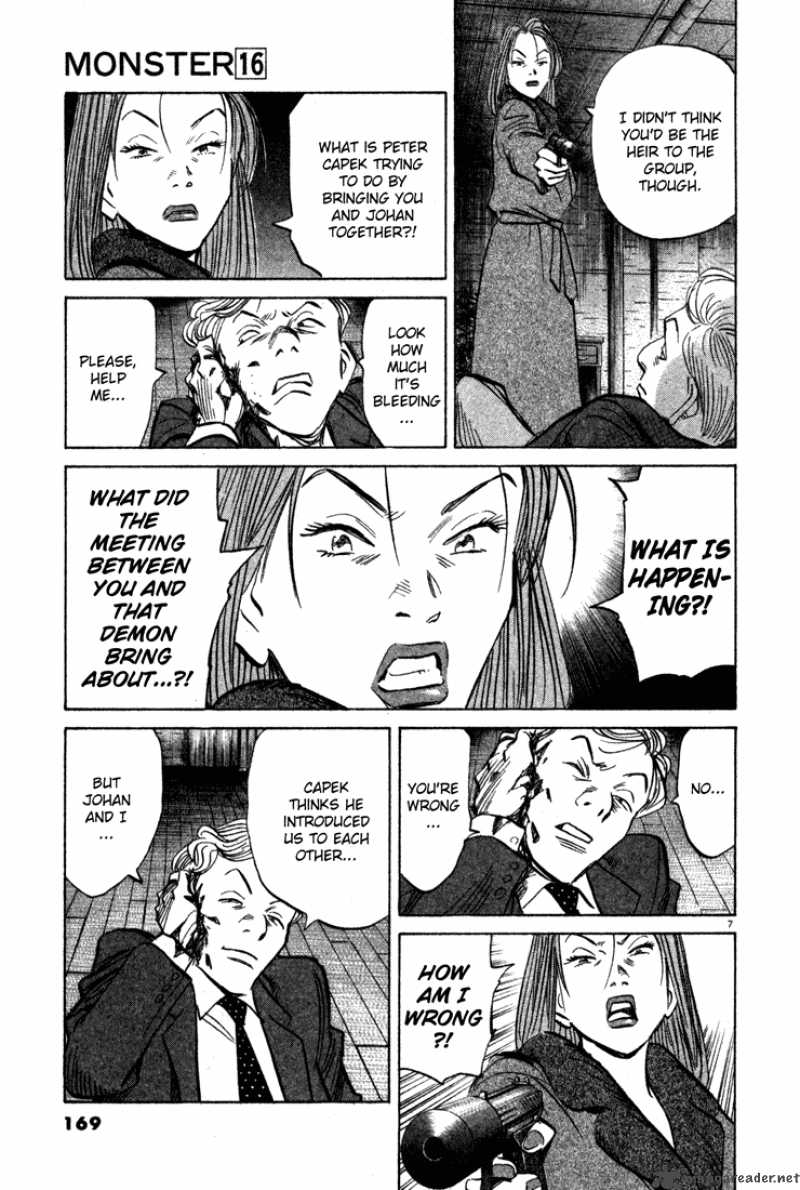 MONSTER 16
I DIDN'T THINK
YOU'D BE THE
HEIR TO THE
GROUP,
THOUGH.
WHAT IS PETER
CAPEK TRYING
TO DO BY
BRINGING YOU
AND JOHAN
TOGETHER?!
LOOK
HOW
MUCH
IT'S
BLEEDING
...
PLEASE,
HELP
ME...
WHAT IS
HAPPEN-
ING?!
WHAT DID
THE
MEETING
BETWEEN
YOU AND
THAT
DEMON
BRING
ABOUT...?!
NO...
YOU'RE
WRONG
...
7
HOW
AM I
WRONG
?!
CAPEK
THINKS HE
INTRODUCED
US TO EACH
OTHER...
BUT
JOHAN
AND I
...
169